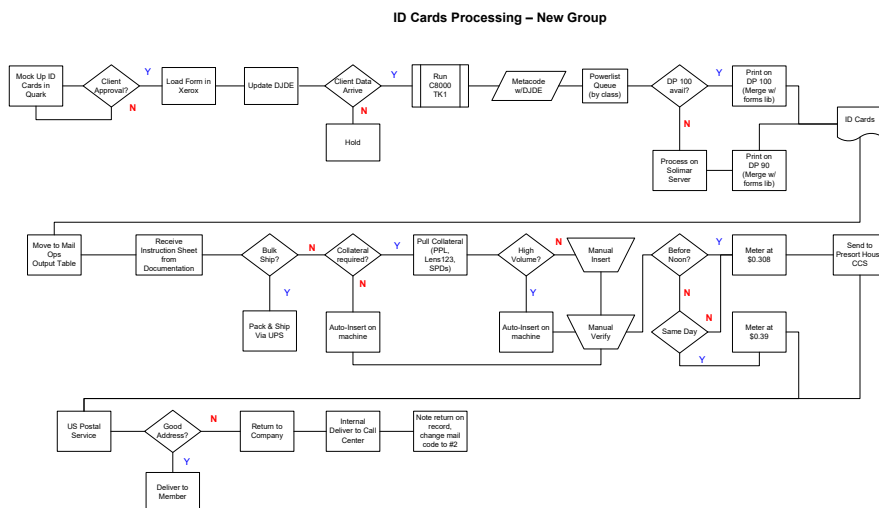 ID Cards Processing – New Group
Mock Up ID
Cards in
Quark
Client
Approval?
Y
N
Load Form in
Xerox
Update DJDE
Client Data
Arrive
Y
N
Hold
Run
C8000
TK1
Metacode
w/DJDE
Powerlist
Queue
(by class)
DP 100
avail?
Y
N
Print on
DP 100
(Merge w/
forms lib)
Process on
Solimar
Server
Print on
DP 90
(Merge w/
forms lib)
ID Cards
Move to Mail
Ops
Output Table
Receive
Instruction Sheet
from
Documentation
Bulk
Ship?
N
Y
Pack & Ship
Via UPS
Collateral
required?
Y
N
Auto-Insert on
machine
Pull Collateral
(PPL,
Lens123,
SPDs)
High
Volume?
N
Y
Auto-Insert on
machine
Manual
Insert
Manual
Verify
Before
Noon?
Y
N
Same Day
N
Y
Meter at
$0.308
Meter at
$0.39
Send to
Presort Hous
CCS
US Postal
Service
Good
Address?
N
Y
Deliver to
Member
Return to
Company
Internal
Deliver to Call
Center
Note return on
record,
change mail
code to #2